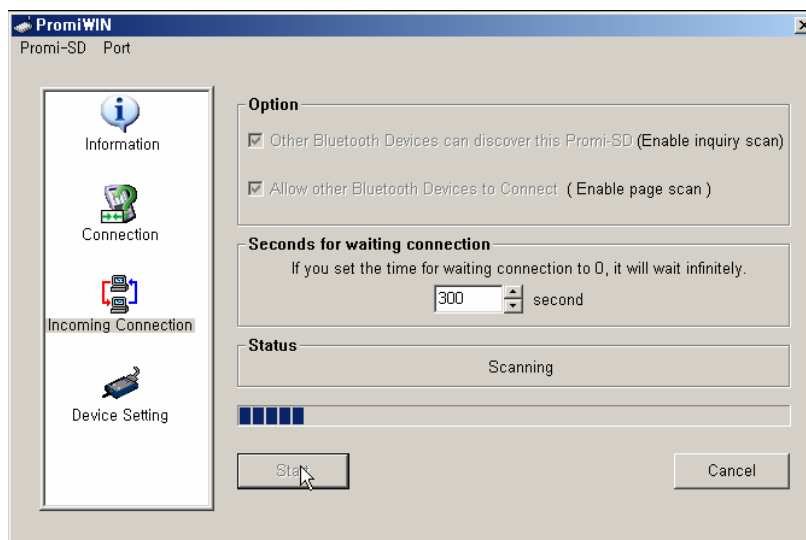 PromiWIN
Promi-SD Port
Information
Connection
Incoming Connection
Device Setting
Option
Other Bluetooth Devices can discover this Promi-SD (Enable inquiry scan)
Allow other Bluetooth Devices to Connect ( Enable page scan )
Seconds for waiting connection
If you set the time for waiting connection to 0, it will wait infinitely.
300 second
Status
Scanning
Start
Cancel